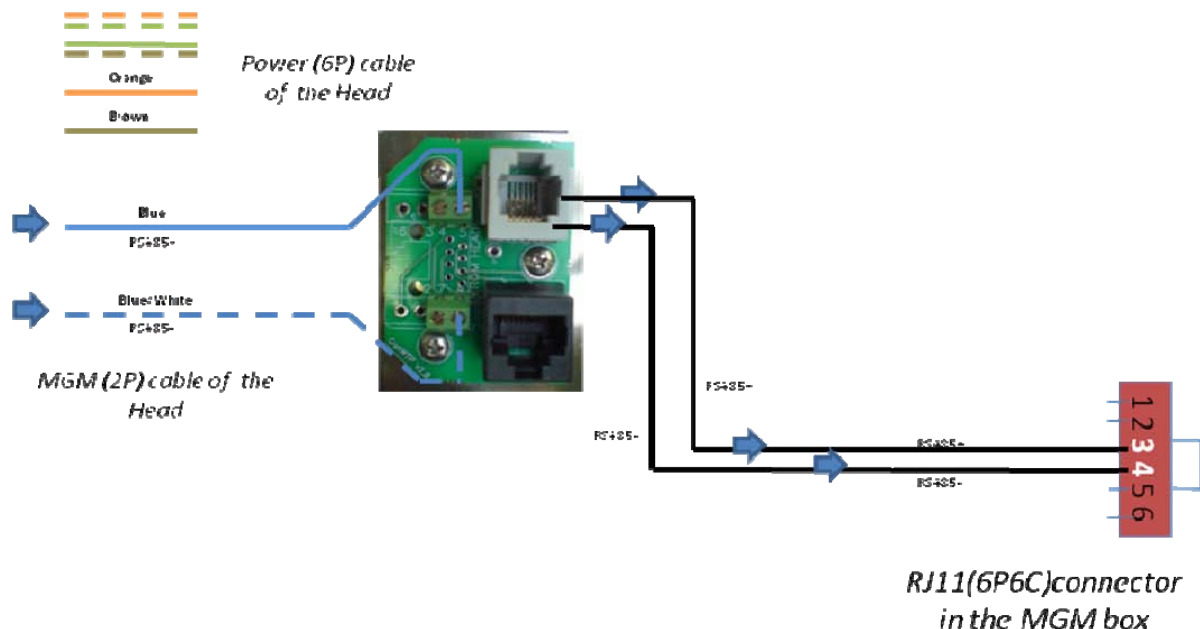 Orange
Brown
Power (6P) cable
of the Head
Blue
RS485-
Blue/White
RS485-
MGM (2P) cable of the
Head
RS485-
RS485-
RS485+
RS485-
1
2
3
4
5
6
RJ11(6P6C)connector
in the MGM box